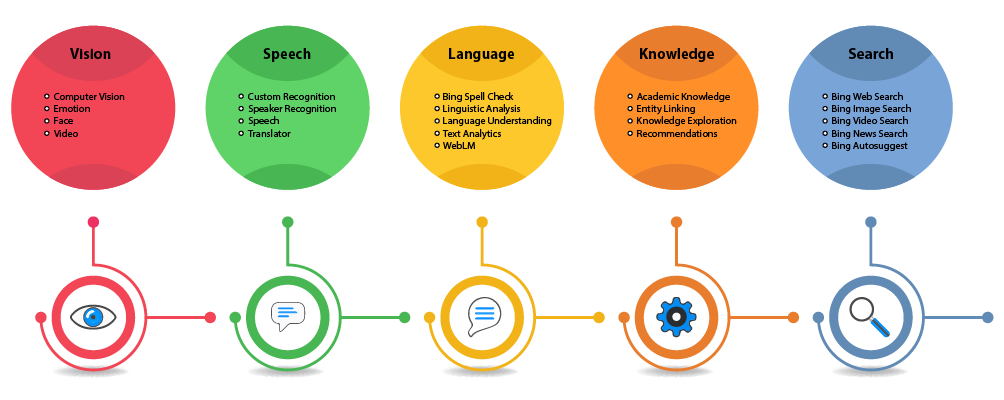 Vision
Computer Vision
Emotion
Face
Video
Speech
Custom Recognition
Speaker Recognition
Speech
Translator
Language
Bing Spell Check
Linguistic Analysis
Language Understanding
Text Analytics
WebLM
Knowledge
Academic Knowledge
Entity Linking
Knowledge Exploration
Recommendations
Search
Bing Web Search
Bing Image Search
Bing Video Search
Bing News Search
Bing Autosuggest